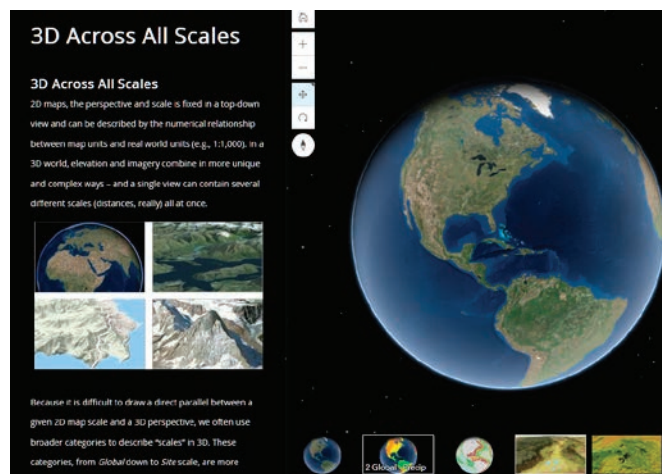 3D Across All Scales
3D Across All Scales
2D maps, the perspective and scale is fixed in a top-down
view and can be described by the numerical relationship
between map units and real world units (e.g., 1:1,000). In a
3D world, elevation and imagery combine in more unique
and complex ways – and a single view can contain several
different scales (distances, really) all at once.
Because it is difficult to draw a direct parallel between a
given 2D map scale and a 3D perspective, we often use
broader categories to describe "scales" in 3D. These
categories, from Global down to Site scale, are more
2 Global